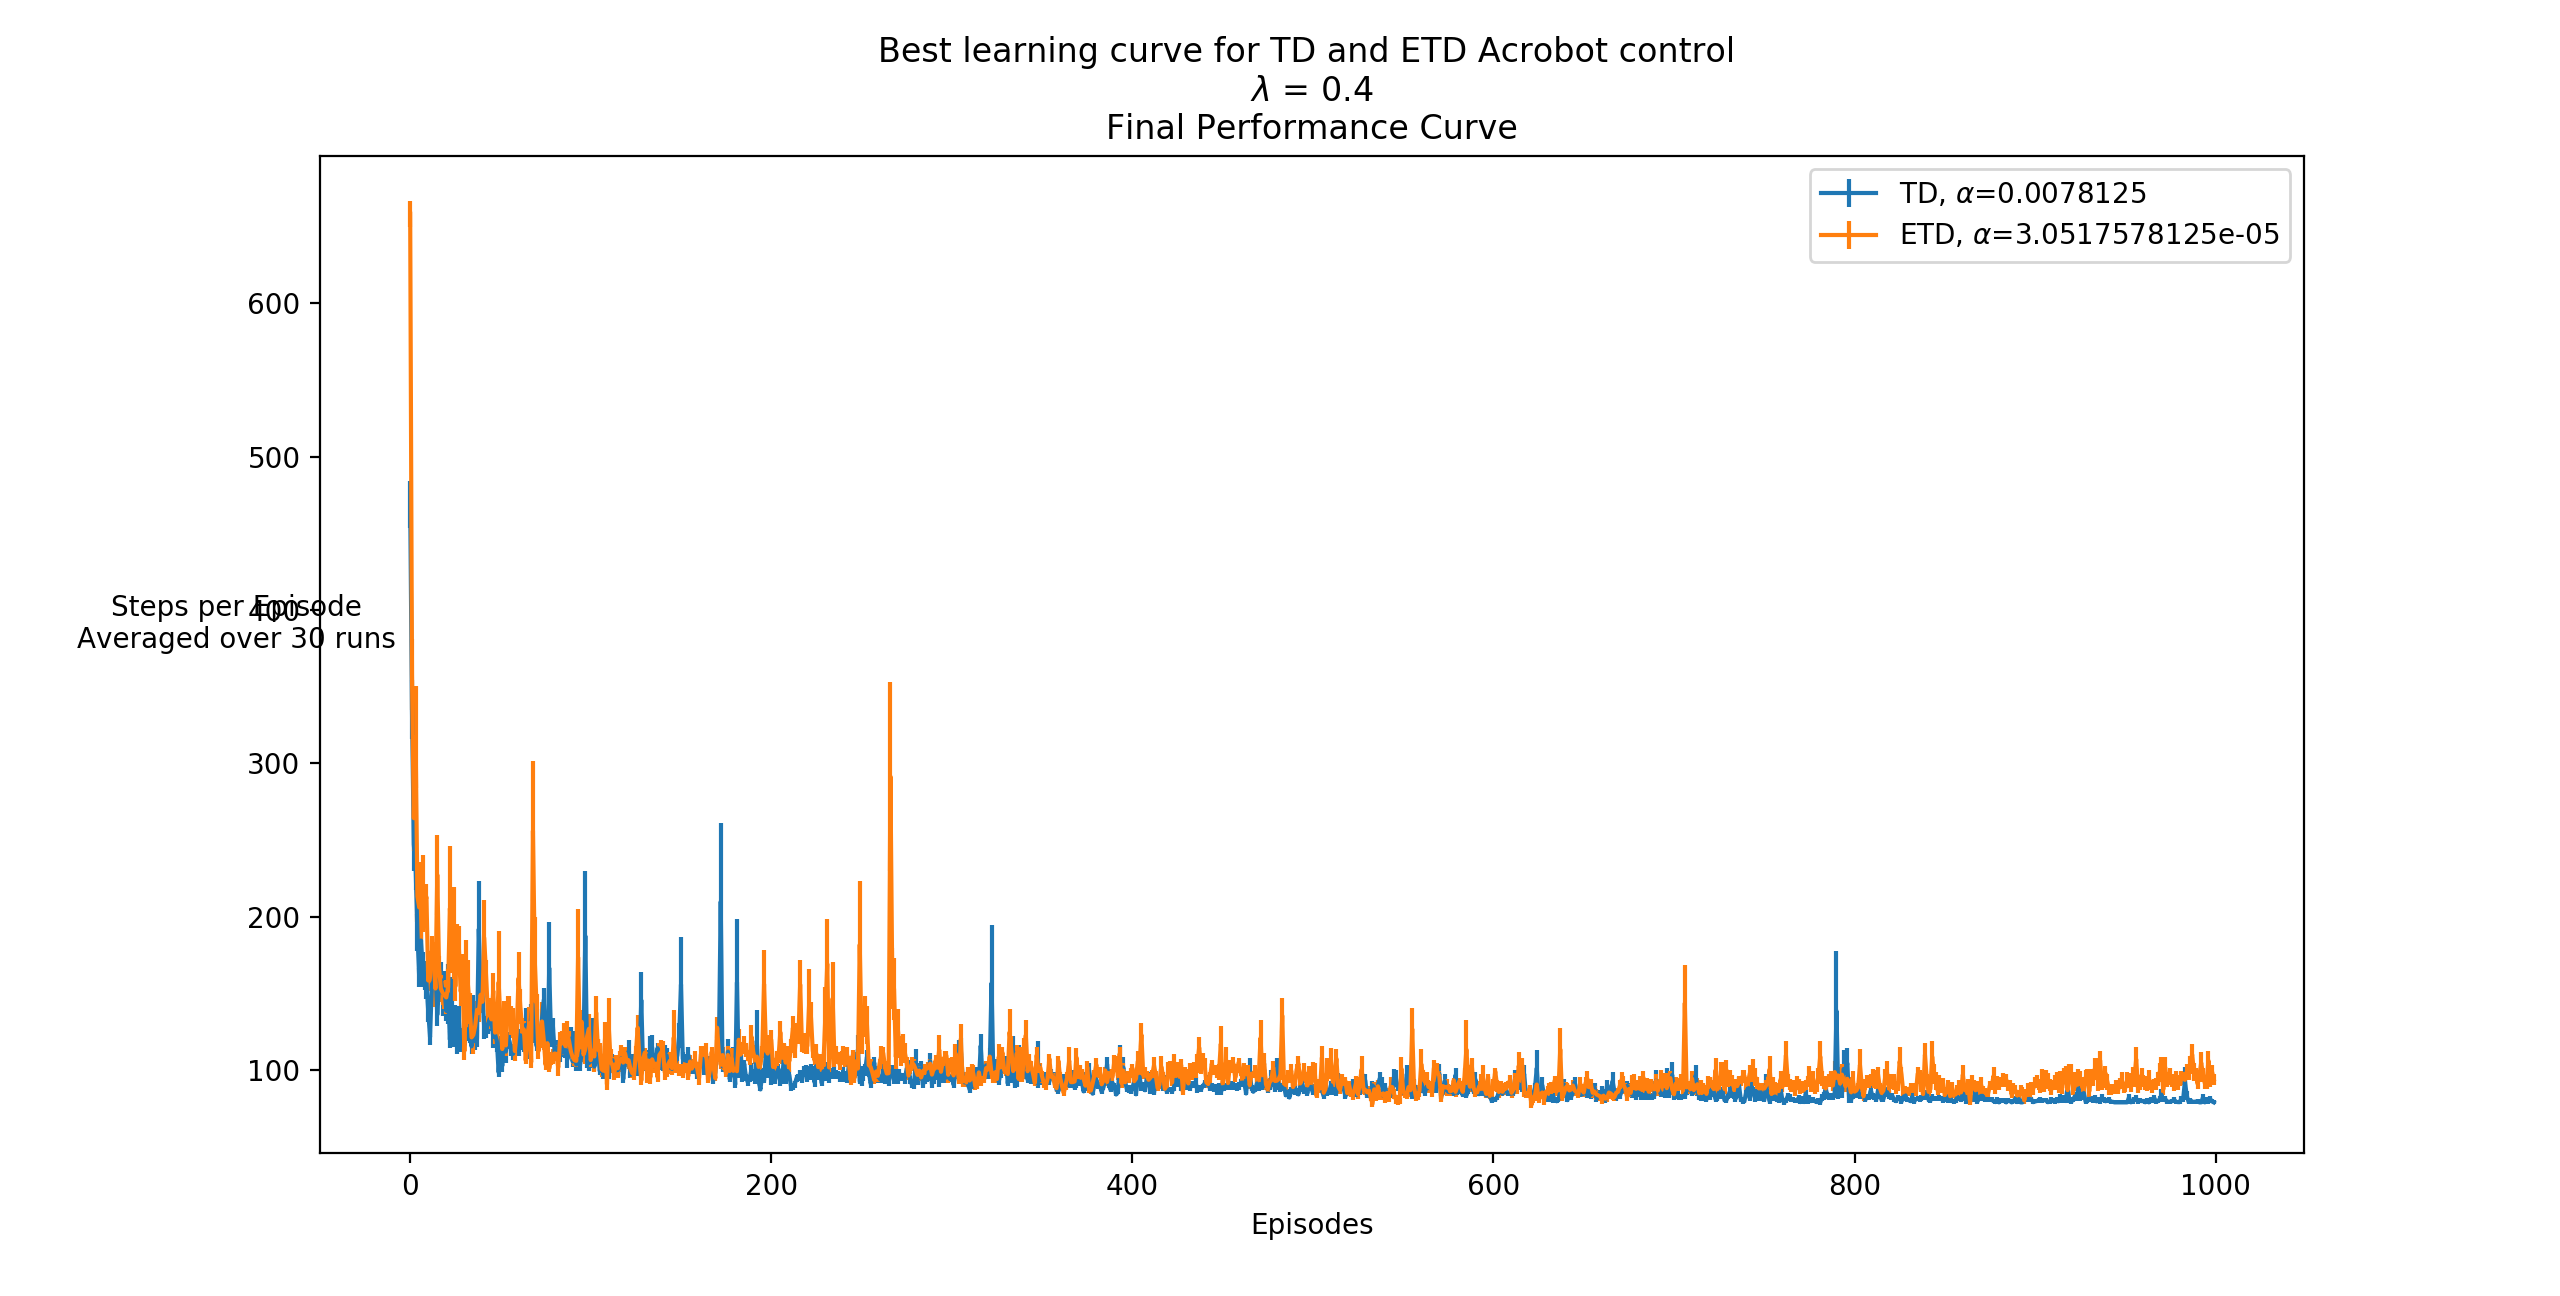 Best learning curve for TD and ETD Acrobot control
λ = 0.4
Final Performance Curve
TD, α=0.0078125
ETD, α=3.0517578125e-05
600
500
400
300
200
100
Steps per Episode
Averaged over 30 runs
0
200
400
600
800
1000
Episodes